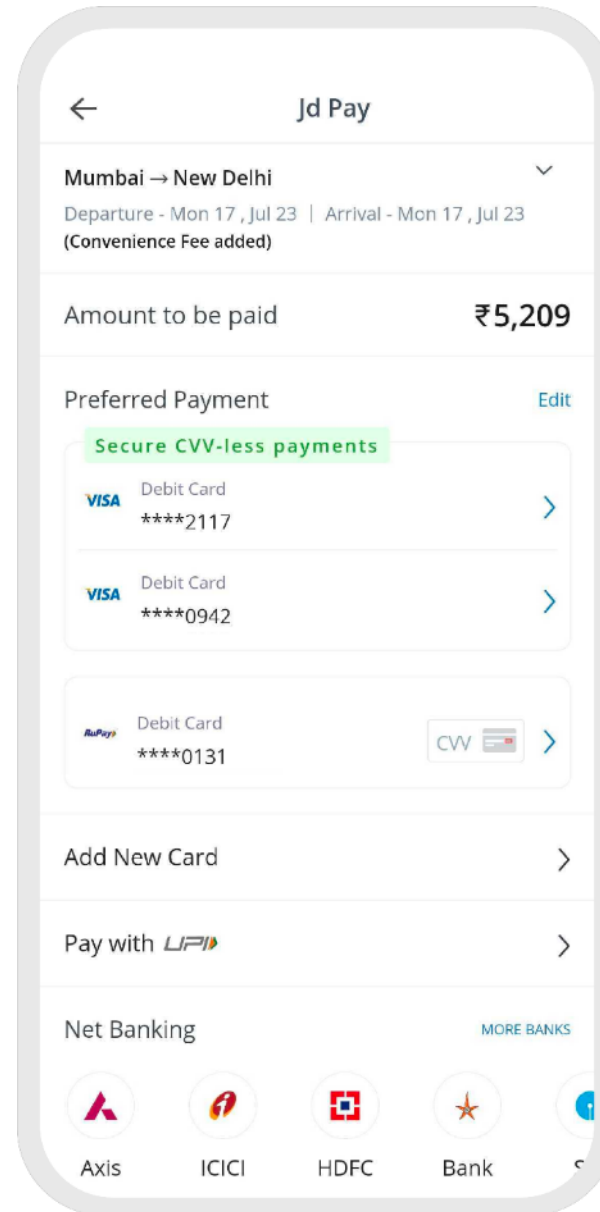 Jd Pay
Mumbai → New Delhi
Departure - Mon 17 , Jul 23 | Arrival - Mon 17 , Jul 23
(Convenience Fee added)
Amount to be paid ₹5,209
Preferred Payment Edit
Secure CVV-less payments
VISA Debit Card
****2117
VISA Debit Card
****0942
RuPay Debit Card
****0131 CVV
Add New Card
Pay with UPI
Net Banking MORE BANKS
Axis ICICI HDFC Bank